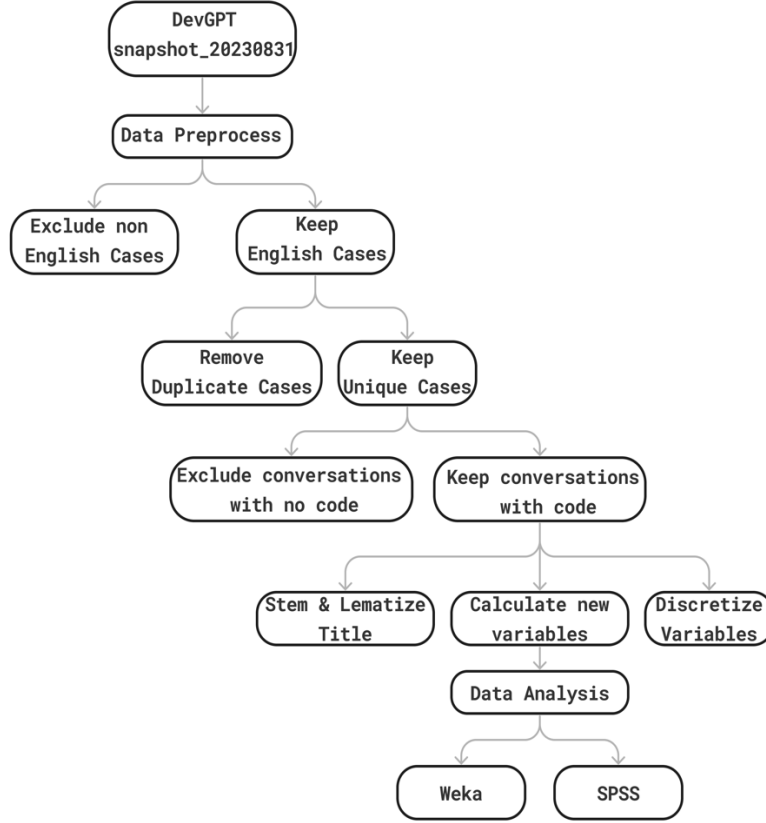 DevGPT
snapshot_20230831
Data Preprocess
Exclude non
English Cases
Keep
English Cases
Remove
Duplicate Cases
Keep
Unique Cases
Exclude conversations
with no code
Keep conversations
with code
Stem & Lematize
Title
Calculate new
variables
Discretize
Variables
Data Analysis
Weka
SPSS